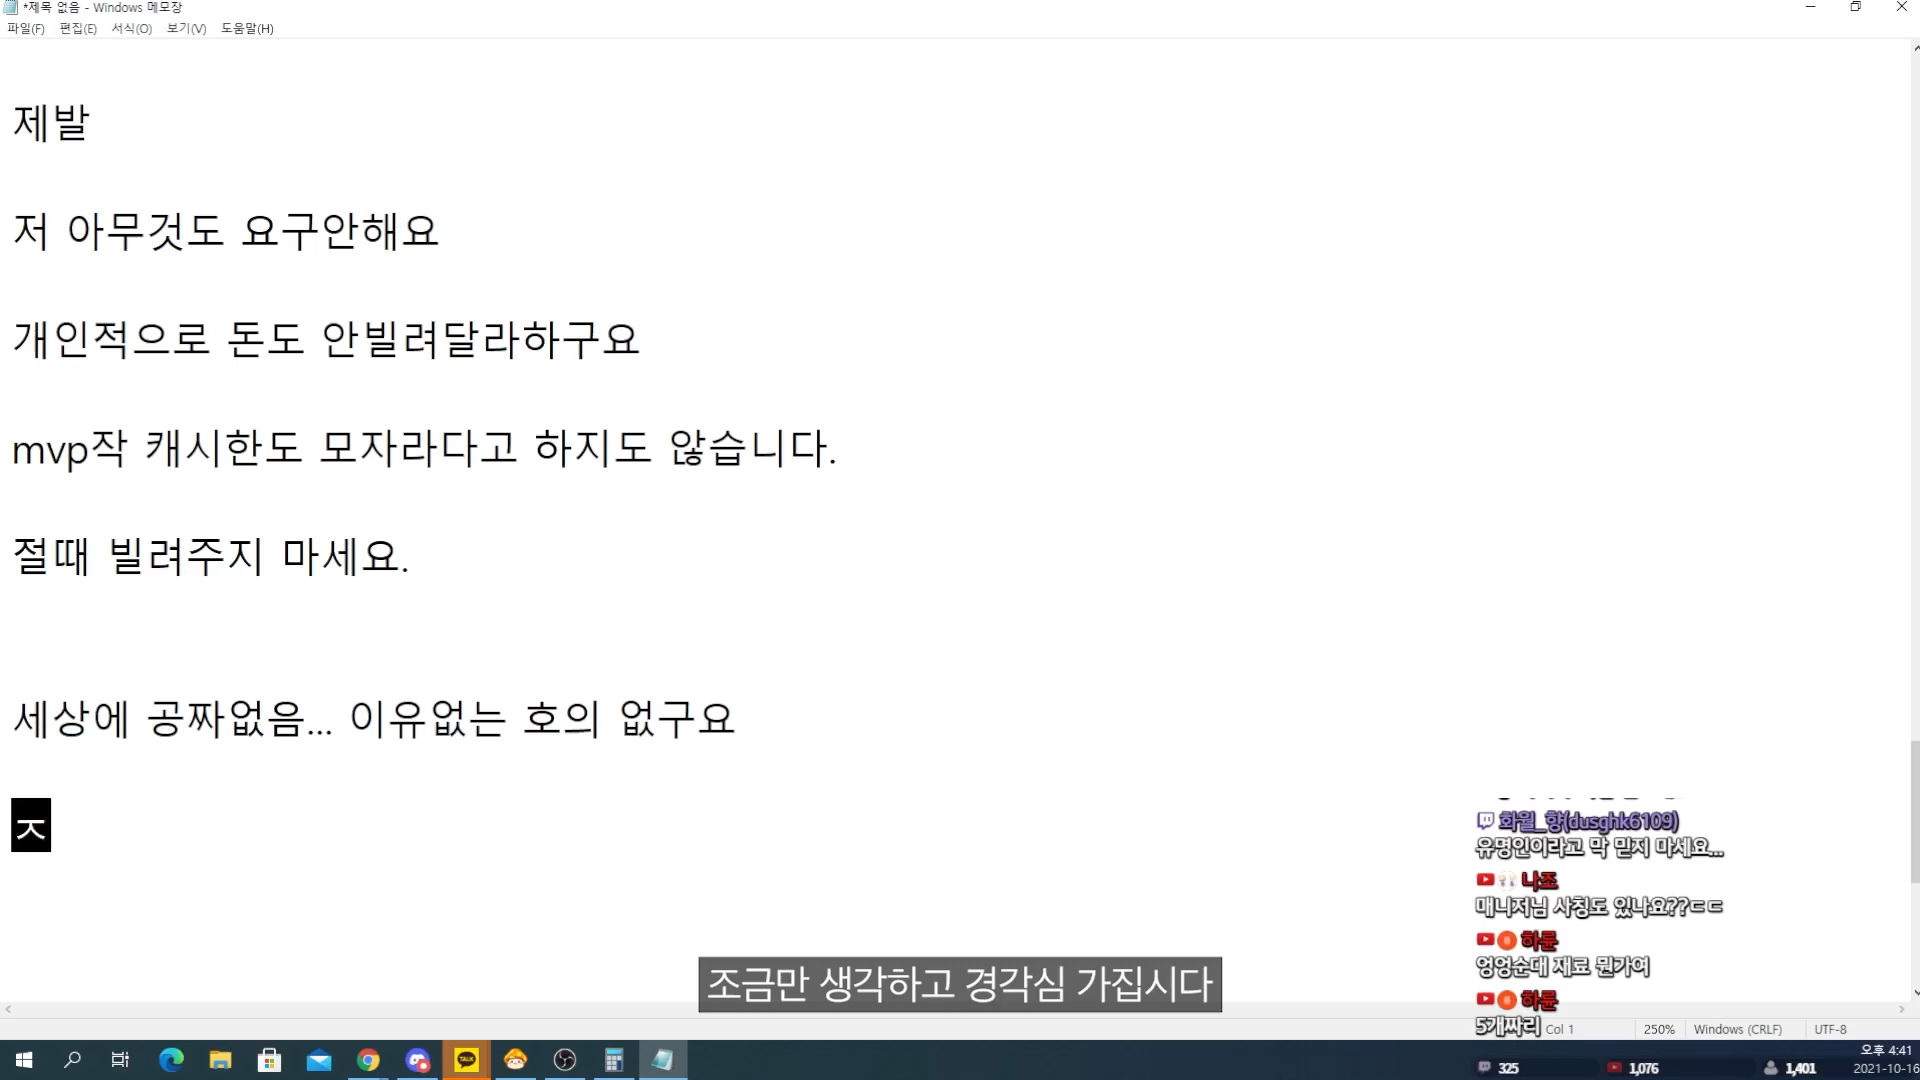 *제목 없음 - Windows 메모장
파일(F) 편집(E) 서식(O) 보기(V) 도움말(H)
제발
저 아무것도 요구안해요
개인적으로 돈도 안빌려달라하구요
mvp작 캐시한도 모자라다고 하지도 않습니다.
절때 빌려주지 마세요.
세상에 공짜없음... 이유없는 호의 없구요
ㅈ
화월_향(dusghk6109)
유명인이라고 막 믿지 마세요...
나조
매니저님 사칭도 있나요??ㄷㄷ
하륜
엉엉순대 재료 뭔가여
하륜
5개짜리
조금만 생각하고 경각심 가집시다
Col 1 250% Windows (CRLF) UTF-8
TALK
325 1,076 1,401
오후 4:41
2021-10-16